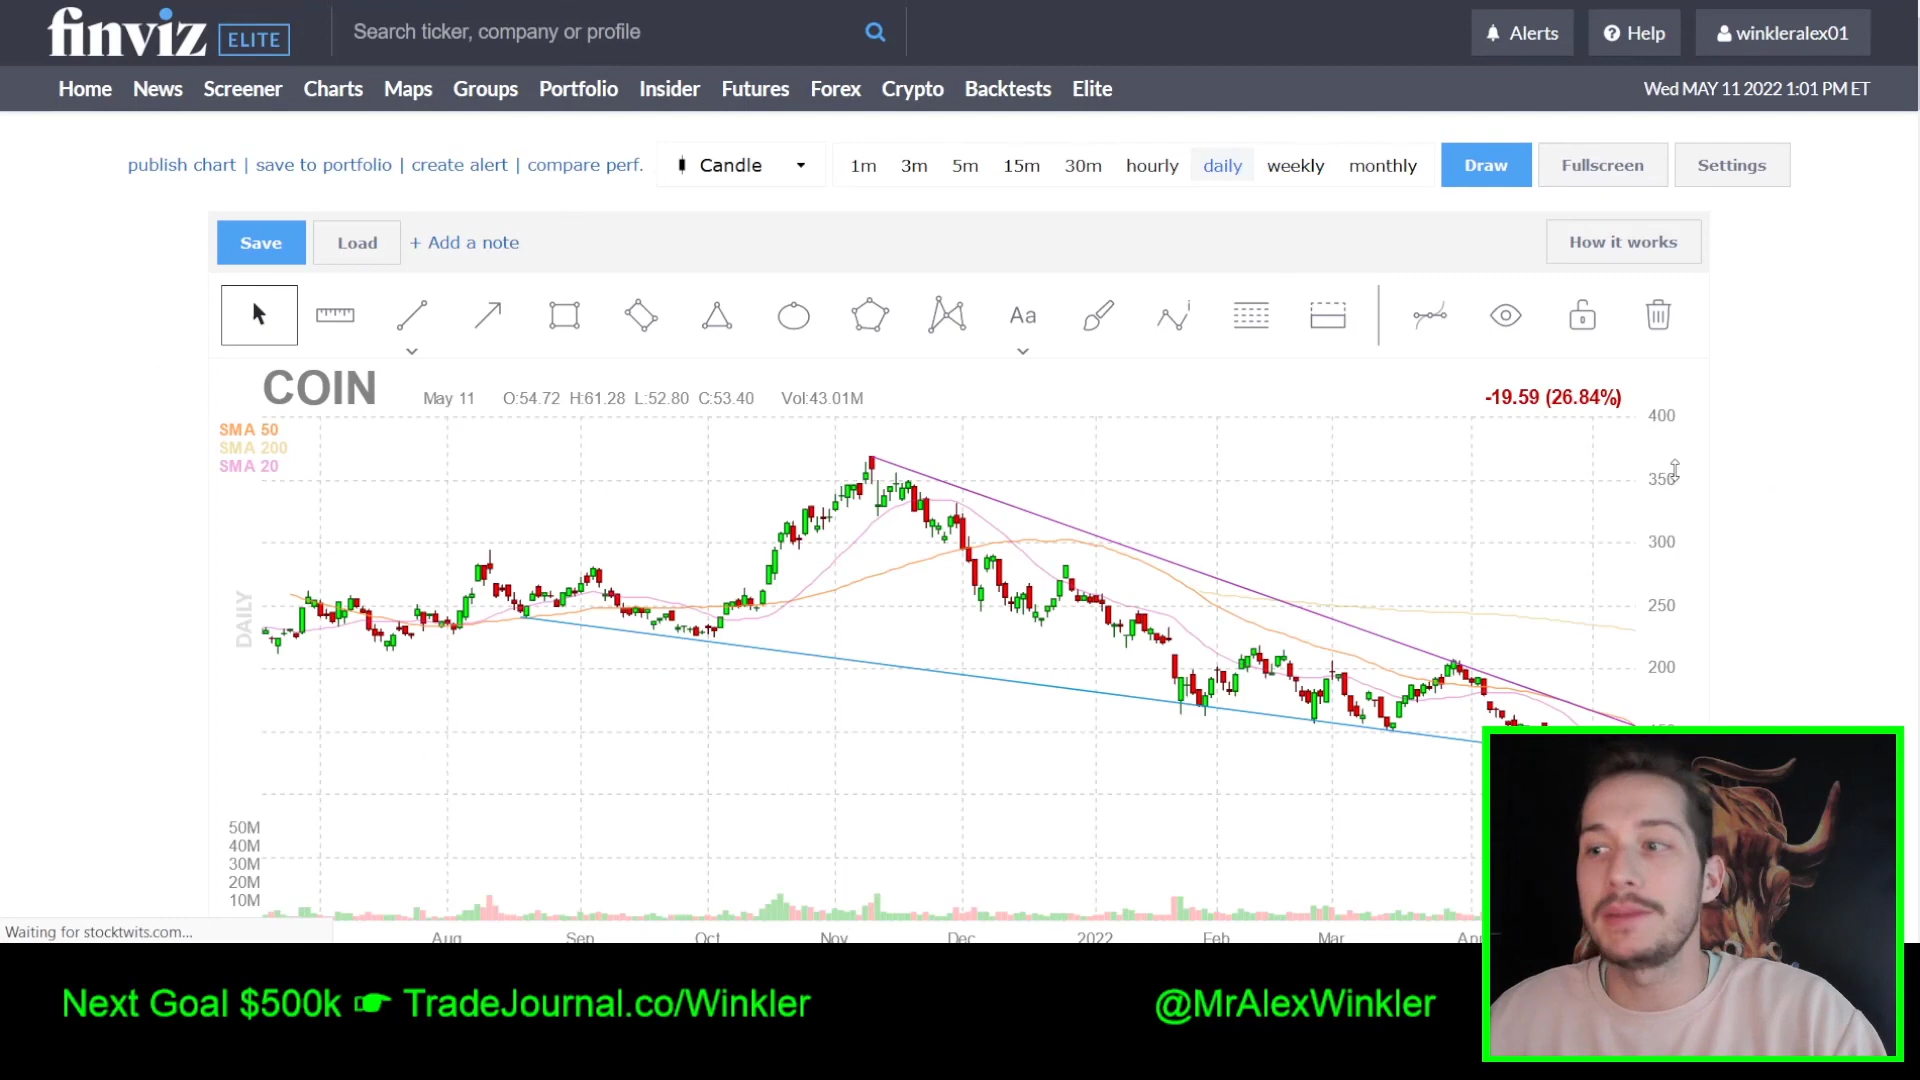 finviz ELITE
Search ticker, company or profile
Alerts
Help
winkleralex01
Home News Screener Charts Maps Groups Portfolio Insider Futures Forex Crypto Backtests Elite
Wed MAY 11 2022 1:01 PM ET
publish chart | save to portfolio | create alert | compare perf.
Candle
1m 3m 5m 15m 30m hourly daily weekly monthly
Draw
Fullscreen
Settings
Save
Load
+ Add a note
How it works
Aa
COIN
May 11 O:54.72 H:61.28 L:52.80 C:53.40 Vol:43.01M
-19.59 (26.84%)
SMA 50
SMA 200
SMA 20
400
350
300
250
200
DAILY
50M
40M
30M
20M
10M
Aug Sep Oct Nov Dec 2022 Feb Mar Apr
Waiting for stocktwits.com...
Next Goal $500k ☛ TradeJournal.co/Winkler
@MrAlexWinkler